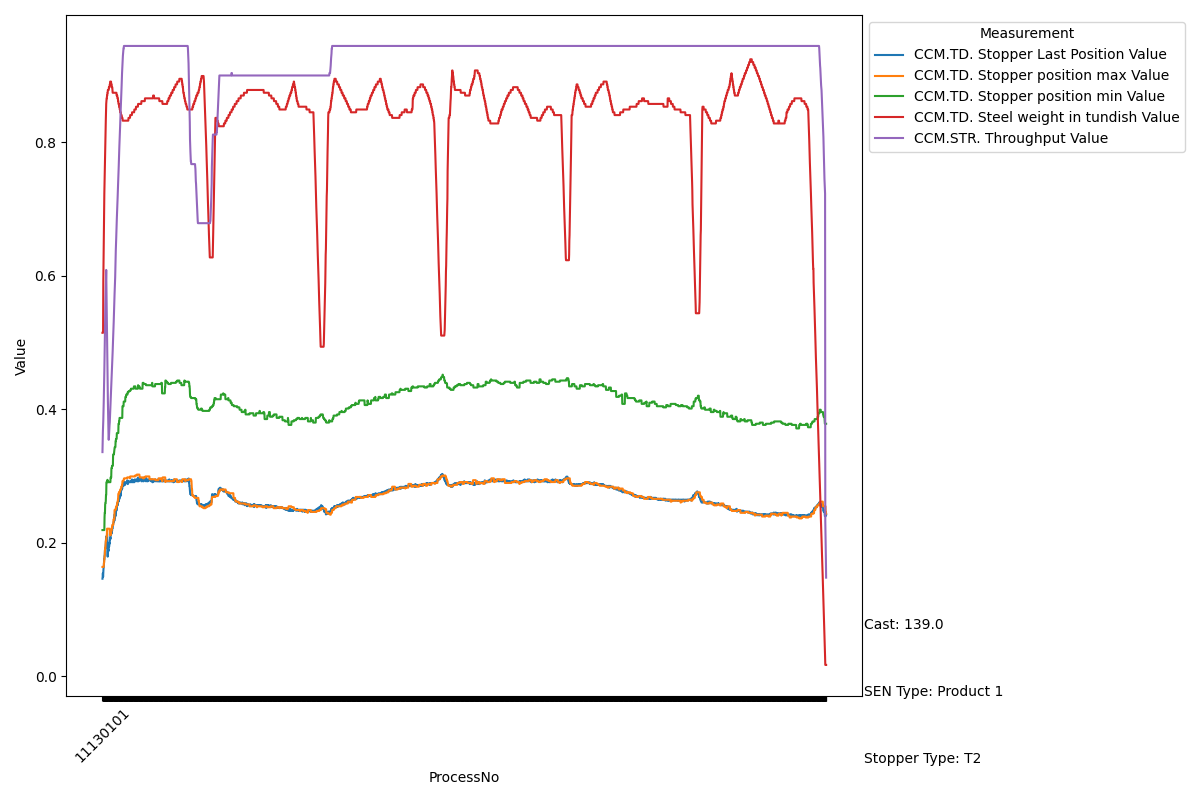 Measurement
CCM.TD. Stopper Last Position Value
CCM.TD. Stopper position max Value
CCM.TD. Stopper position min Value
CCM.TD. Steel weight in tundish Value
CCM.STR. Throughput Value
Value
0.8
0.6
0.4
0.2
0.0
Cast: 139.0
SEN Type: Product 1
Stopper Type: T2
11130101
ProcessNo